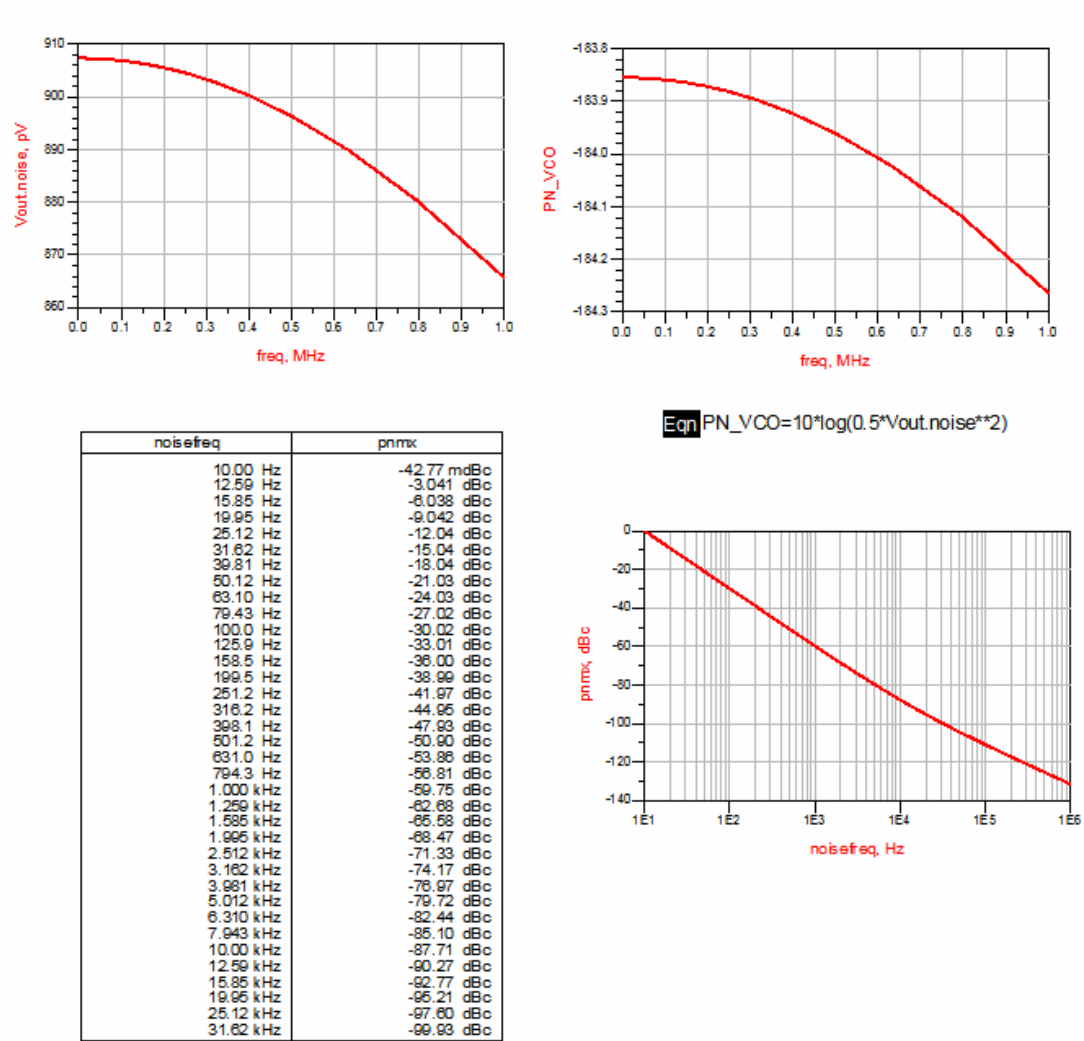 910
900
890
880
870
860
Vout.noise, pV
0.0 0.1 0.2 0.3 0.4 0.5 0.6 0.7 0.8 0.9 1.0
freq, MHz
-183.8
-183.9
-184.0
-184.1
-184.2
-184.3
PN_VCO
0.0 0.1 0.2 0.3 0.4 0.5 0.6 0.7 0.8 0.9 1.0
freq, MHz
Eqn PN_VCO=10*log(0.5*Vout.noise**2)
noisefreq pnmx
10.00 Hz -42.77 mdBc
12.59 Hz -3.041 dBc
15.85 Hz -6.038 dBc
19.95 Hz -9.042 dBc
25.12 Hz -12.04 dBc
31.62 Hz -15.04 dBc
39.81 Hz -18.04 dBc
50.12 Hz -21.03 dBc
63.10 Hz -24.03 dBc
79.43 Hz -27.02 dBc
100.0 Hz -30.02 dBc
125.9 Hz -33.01 dBc
158.5 Hz -36.00 dBc
199.5 Hz -38.99 dBc
251.2 Hz -41.97 dBc
316.2 Hz -44.95 dBc
398.1 Hz -47.93 dBc
501.2 Hz -50.90 dBc
631.0 Hz -53.86 dBc
794.3 Hz -56.81 dBc
1.000 kHz -59.75 dBc
1.259 kHz -62.68 dBc
1.585 kHz -65.58 dBc
1.995 kHz -68.47 dBc
2.512 kHz -71.33 dBc
3.162 kHz -74.17 dBc
3.981 kHz -76.97 dBc
5.012 kHz -79.72 dBc
6.310 kHz -82.44 dBc
7.943 kHz -85.10 dBc
10.00 kHz -87.71 dBc
12.59 kHz -90.27 dBc
15.85 kHz -92.77 dBc
19.95 kHz -95.21 dBc
25.12 kHz -97.60 dBc
31.62 kHz -99.93 dBc
0
-20
-40
-60
-80
-100
-120
-140
pnmx, dBc
1E1 1E2 1E3 1E4 1E5 1E6
noisefreq, Hz